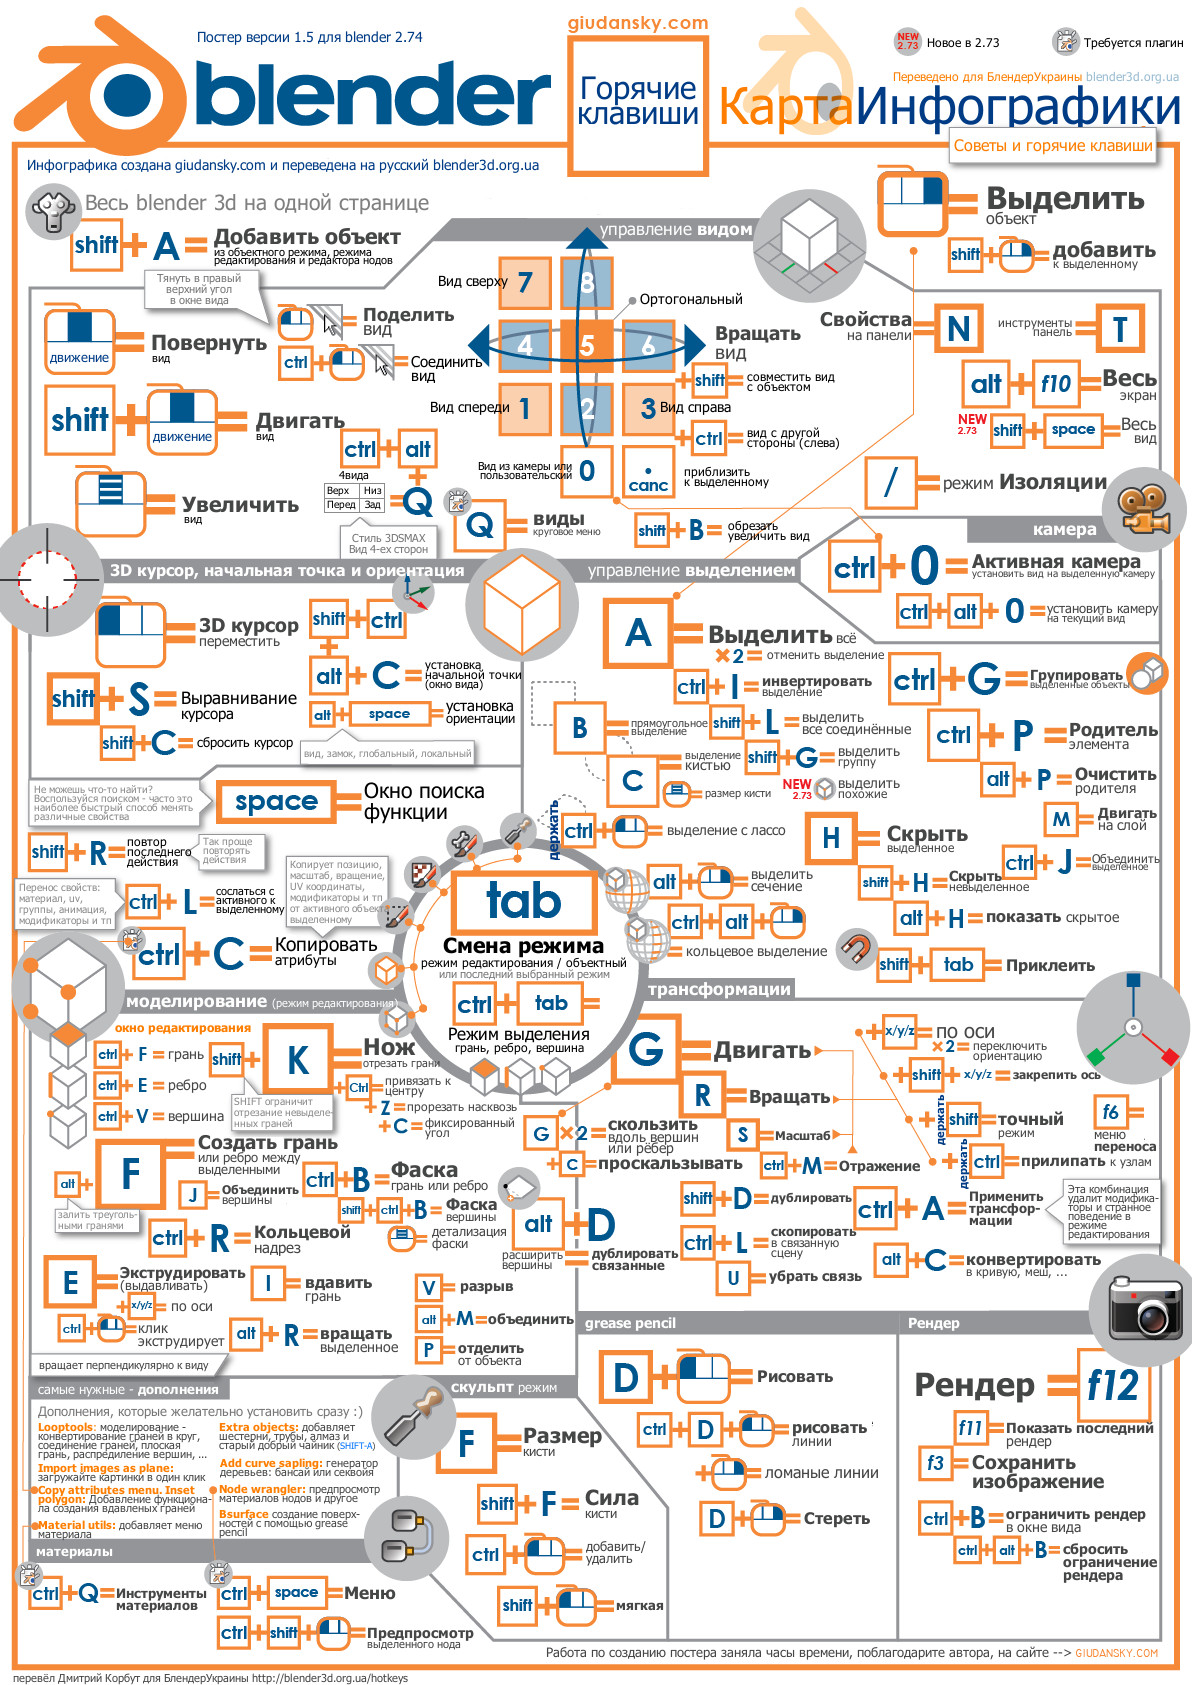 giudansky.com
Постер версии 1.5 для blender 2.74
NEW 2.73
Новое в 2.73
Требуется плагин
blender
Горячие
клавиши
Переведено для БлендерУкраины blender3d.org.ua
КартаИнфографики
Советы и горячие клавиши
Инфографика создана giudansky.com и переведена на русский blender3d.org.ua
Весь blender 3d на одной странице
shift + A = Добавить объект
из объектного режима, режима
редактирования и редактора нодов
= Выделить
объект
shift + = добавить
к выделенному
управление видом
Тянуть в правый
верхний угол
в окне вида
движение
= Повернуть
вид
= Поделить
вид
ctrl + = Соединить
вид
shift + = Двигать
движение
вид
= Увеличить
вид
ctrl + alt
+
4вида
Верх Низ
Перед Зад
= Q
Стиль 3DSMAX
Вид 4-ех сторон
Q = виды
круговое меню
Вид сверху 7
8
Ортогональный
4 5 6
Вращать
вид
+ shift = совместить вид
с объектом
Вид спереди 1
2
3 Вид справа
+ ctrl = вид с другой
стороны (слева)
Вид из камеры или
пользовательский 0
. canc = приблизить
к выделенному
shift + B = обрезать
увеличить вид
Свойства
на панели = N
инструменты
панель = T
alt + f10 = Весь
экран
NEW 2.73
shift + space = Весь
вид
/ = режим Изоляции
камера
ctrl + 0 = Активная камера
установить вид на выделенную камеру
ctrl + alt + 0 = установить камеру
на текущий вид
3D курсор, начальная точка и ориентация
= 3D курсор
переместить
shift + ctrl
+
alt + C = установка
начальной точки
(окно вида)
shift + S = Выравнивание
курсора
alt + space = установка
ориентации
shift + C = сбросить курсор
вид, замок, глобальный, локальный
управление выделением
A = Выделить всё
×2 = отменить выделение
ctrl + I = инвертировать
выделение
B = прямоугольное
выделение
shift + L = выделить
все соединённые
C = выделение
кистью
shift + G = выделить
группу
= размер кисти
NEW 2.73
выделить
похожие
держать
ctrl + = выделение с лассо
alt + = выделить
сечение
ctrl + alt +
= кольцевое выделение
ctrl + G = Групировать
выделенные объекты
ctrl + P = Родитель
элемента
alt + P = Очистить
родителя
M = Двигать
на слой
H = Скрыть
выделенное
ctrl + J = Объединить
выделенное
shift + H = Скрыть
невыделенное
alt + H = показать скрытое
shift + tab = Приклеить
Не можешь что-то найти?
Воспользуйся поиском - часто это
наиболее быстрый способ менять
различные свойства
space = Окно поиска
функции
shift + R = повтор
последнего
действия
Так проще
повторять
действия
Перенос свойств:
материал, uv,
группы, анимация,
модификаторы и тп
ctrl + L = сослаться с
активного к
выделенному
Копирует позицию,
масштаб, вращение,
UV координаты,
модификаторы и тп
от активного объекта
выделенному
ctrl + C = Копировать
атрибуты
tab
Смена режима
режим редактирования / объектный
или последний выбранный режим
ctrl + tab =
Режим выделения
грань, ребро, вершина
моделирование (режим редактирования)
окно редактирования
ctrl + F = грань
ctrl + E = ребро
ctrl + V = вершина
shift + K = Нож
отрезать грани
SHIFT ограничит
отрезание невыделе-
нных граней
+ Ctrl = привязать к
центру
+ Z = прорезать насквозь
+ C = фиксированный
угол
F = Создать грань
или ребро между
выделенными
alt +
залить треуголь-
ными гранями
J = Объединить
вершины
ctrl + B = Фаска
грань или ребро
shift + ctrl + B = Фаска
вершины
= детализация
фаски
ctrl + R = Кольцевой
надрез
E = Экструдировать
(выдавливать)
+ x/y/z = по оси
ctrl + = клик
экструдирует
I = вдавить
грань
alt + R = вращать
выделенное
вращает перпендикулярно к виду
V = разрыв
alt + M = объединить
P = отделить
от объекта
трансформации
G = Двигать
R = Вращать
S = Масштаб
G ×2 = скользить
вдоль вершин
или рёбер
+ C = проскальзывать
ctrl + M = Отражение
alt + D
расширить
вершины
= дублировать
связанные
shift + D = дублировать
ctrl + L = скопировать
в связанную
сцену
U = убрать связь
+ x/y/z = по оси
×2 = переключить
ориентацию
+ shift + x/y/z = закрепить ось
держать
+ shift = точный
режим
f6 =
меню
переноса
держать
+ ctrl = прилипать к узлам
ctrl + A = Применить
трансфор-
мации
Эта комбинация
удалит модифика-
торы и странное
поведение в
режиме
редактирования
alt + C = конвертировать
в кривую, меш, ...
grease pencil
D + = Рисовать
ctrl + D + = рисовать
линии
+ = ломаные линии
D + = Стереть
Рендер
Рендер = f12
f11 = Показать последний
рендер
f3 = Сохранить
изображение
ctrl + B = ограничить рендер
в окне вида
ctrl + alt + B = сбросить
ограничение
рендера
самые нужные - дополнения
Дополнения, которые желательно установить сразу :)
Looptools: моделирование -
конвертирование граней в круг,
соединение граней, плоская
грань, распределение вершин, ...
Import images as plane:
загружайте картинки в один клик
Copy attributes menu. Inset
polygon: Добавление функциона-
ла создания вдавленых граней
Material utils: добавляет меню
материала
Extra objects: добавляет
шестерни, трубы, алмаз и
старый добрый чайник (SHIFT-A)
Add curve sapling: генератор
деревьев: бансай или секвойя
Node wrangler: предпросмотр
материалов нодов и другое
Bsurface создание поверх-
ностей с помощью grease
pencil
скульпт режим
F = Размер
кисти
shift + F = Сила
кисти
ctrl + = добавить/
удалить
shift + = мягкая
материалы
ctrl + Q = Инструменты
материалов
ctrl + space = Меню
ctrl + shift + = Предпросмотр
выделенного нода
Работа по созданию постера заняла часы времени, поблагодарите автора, на сайте --> GIUDANSKY.COM
перевёл Дмитрий Корбут для БлендерУкраины http://blender3d.org.ua/hotkeys